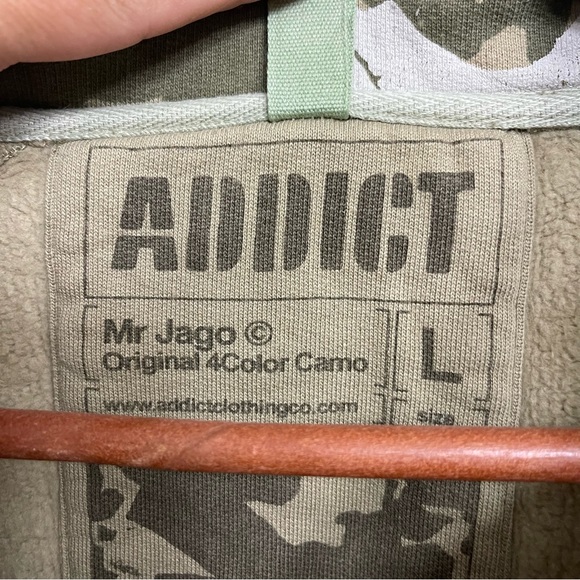 ADDICT
Mr Jago ©
Original 4Color Camo
L
www.addictclothingco.com
size